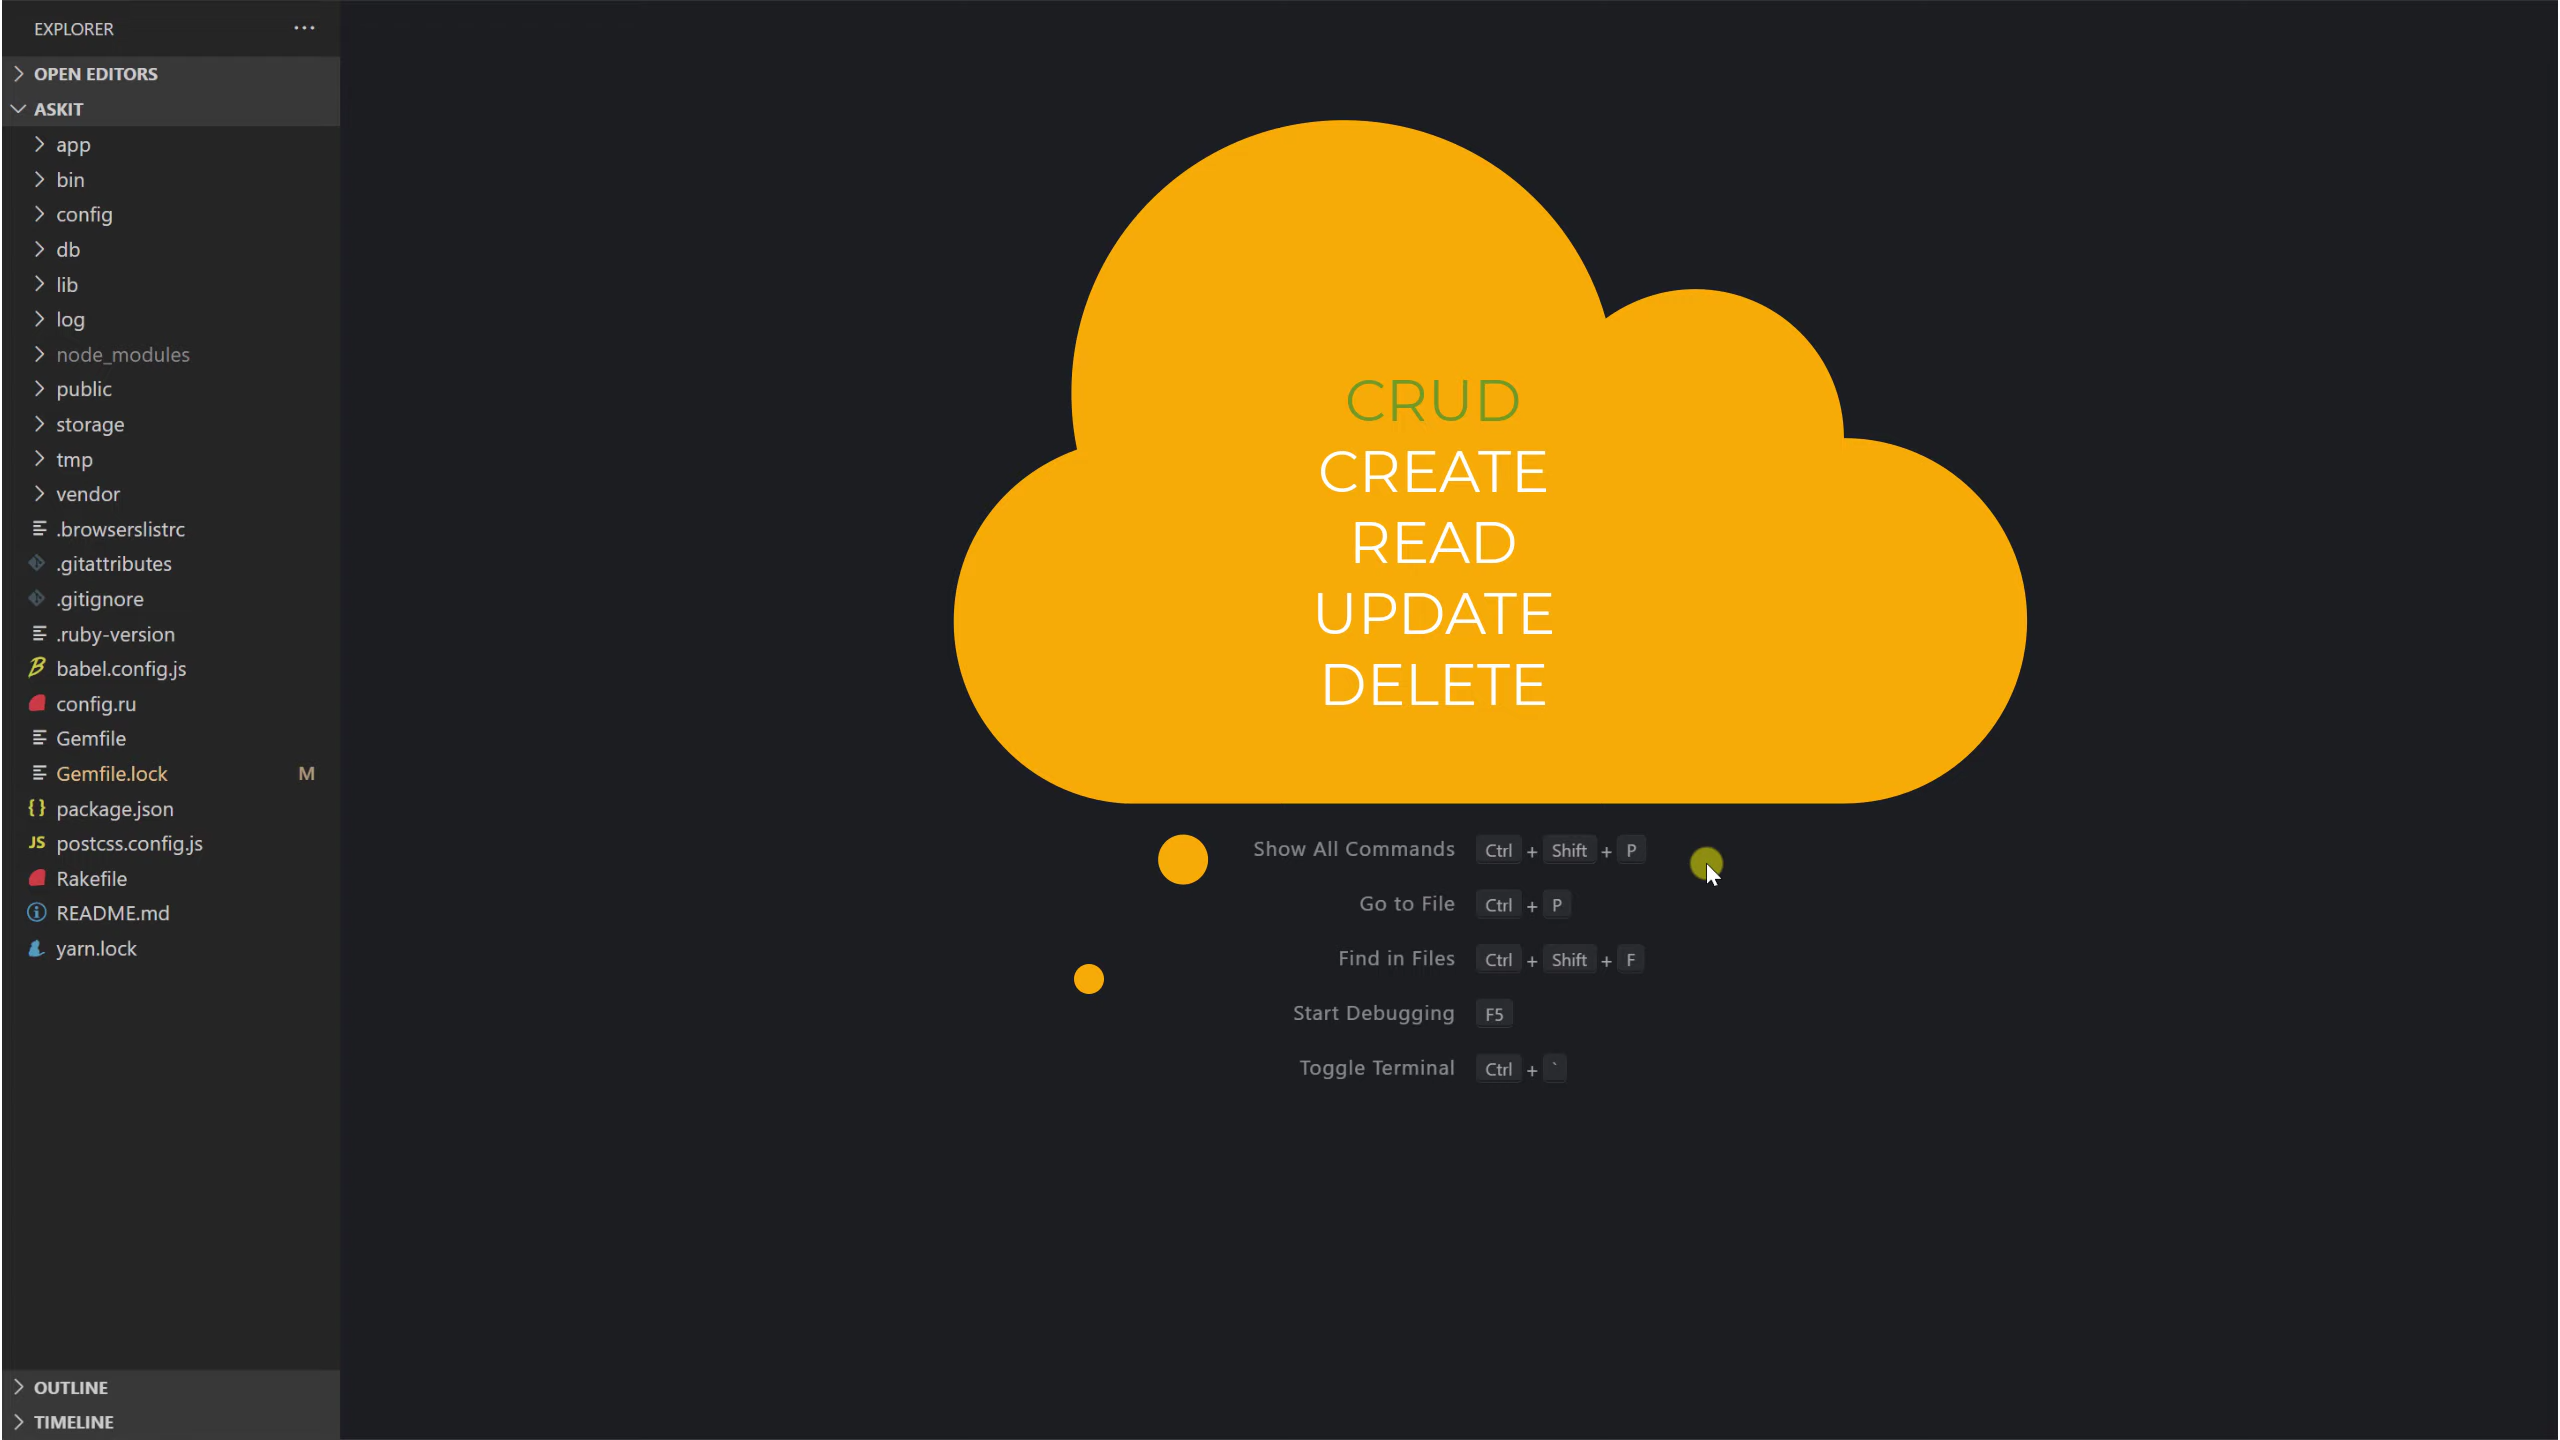 EXPLORER ...
OPEN EDITORS
ASKIT
app
bin
config
db
lib
log
node_modules
public
storage
tmp
vendor
.browserslistrc
.gitattributes
.gitignore
.ruby-version
babel.config.js
config.ru
Gemfile
Gemfile.lock M
{} package.json
JS postcss.config.js
Rakefile
README.md
yarn.lock
OUTLINE
TIMELINE
CRUD
CREATE
READ
UPDATE
DELETE
Show All Commands Ctrl + Shift + P
Go to File Ctrl + P
Find in Files Ctrl + Shift + F
Start Debugging F5
Toggle Terminal Ctrl + `